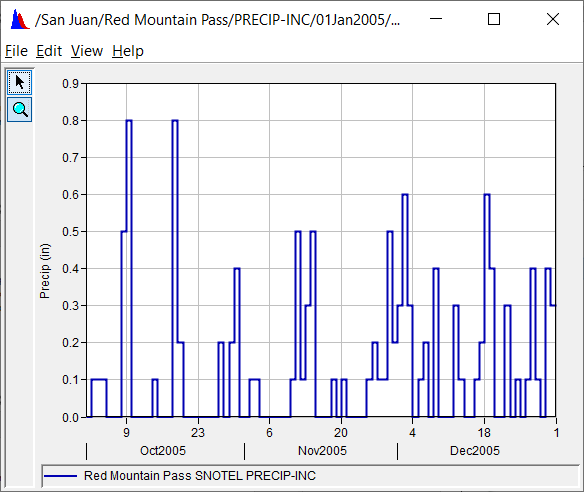 /San Juan/Red Mountain Pass/PRECIP-INC/01Jan2005/...
File Edit View Help
0.9
0.8
0.7
0.6
0.5
0.4
0.3
0.2
0.1
0.0
Precip (in)
9 23 6 20 4 18 1
Oct2005 Nov2005 Dec2005
Red Mountain Pass SNOTEL PRECIP-INC